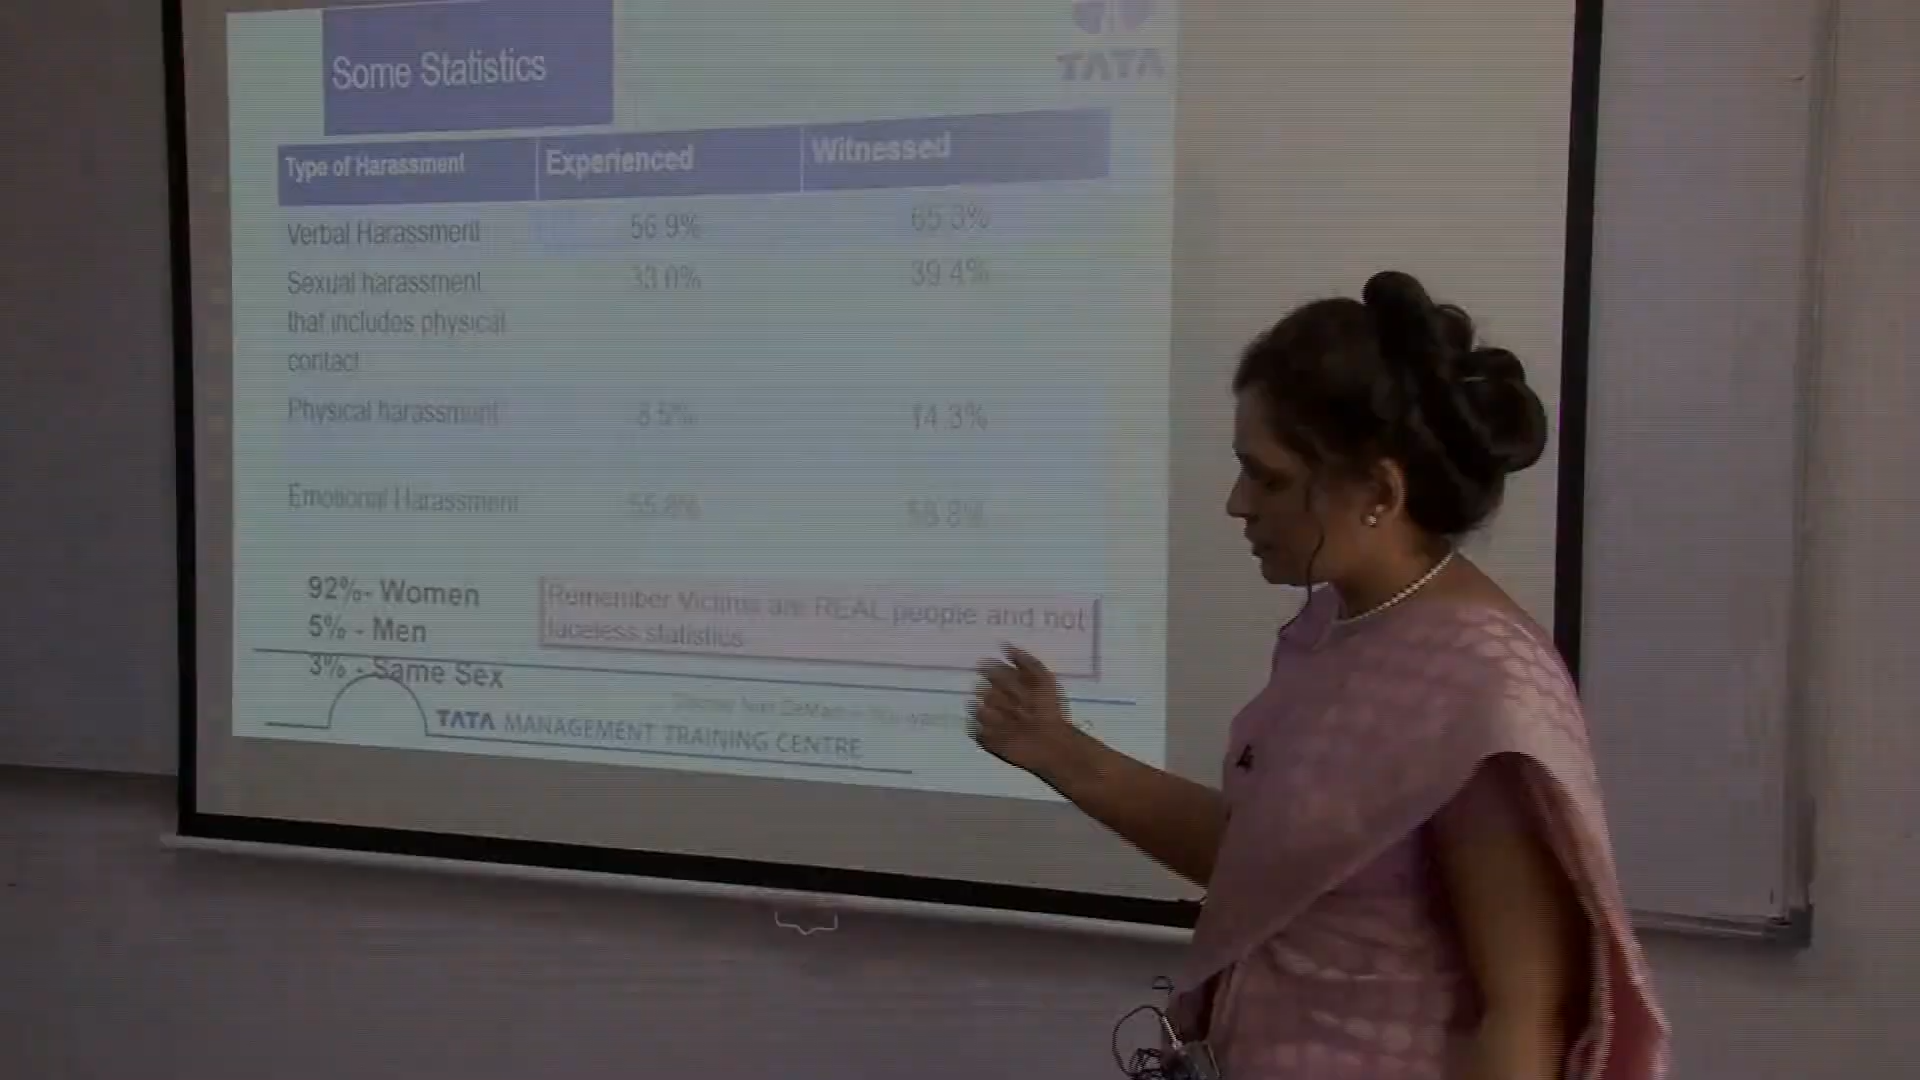 Some Statistics
TATA
Type of Harassment Experienced Witnessed
Verbal Harassment 56.9% 65.3%
Sexual harassment 33.0% 39.4%
that includes physical
contact
Physical harassment 14.3%
Emotional Harassment 55.8%
92%- Women
5% - Men
3% - Same Sex
Remember Victims are REAL people and not
faceless statistics
TATA MANAGEMENT TRAINING CENTRE